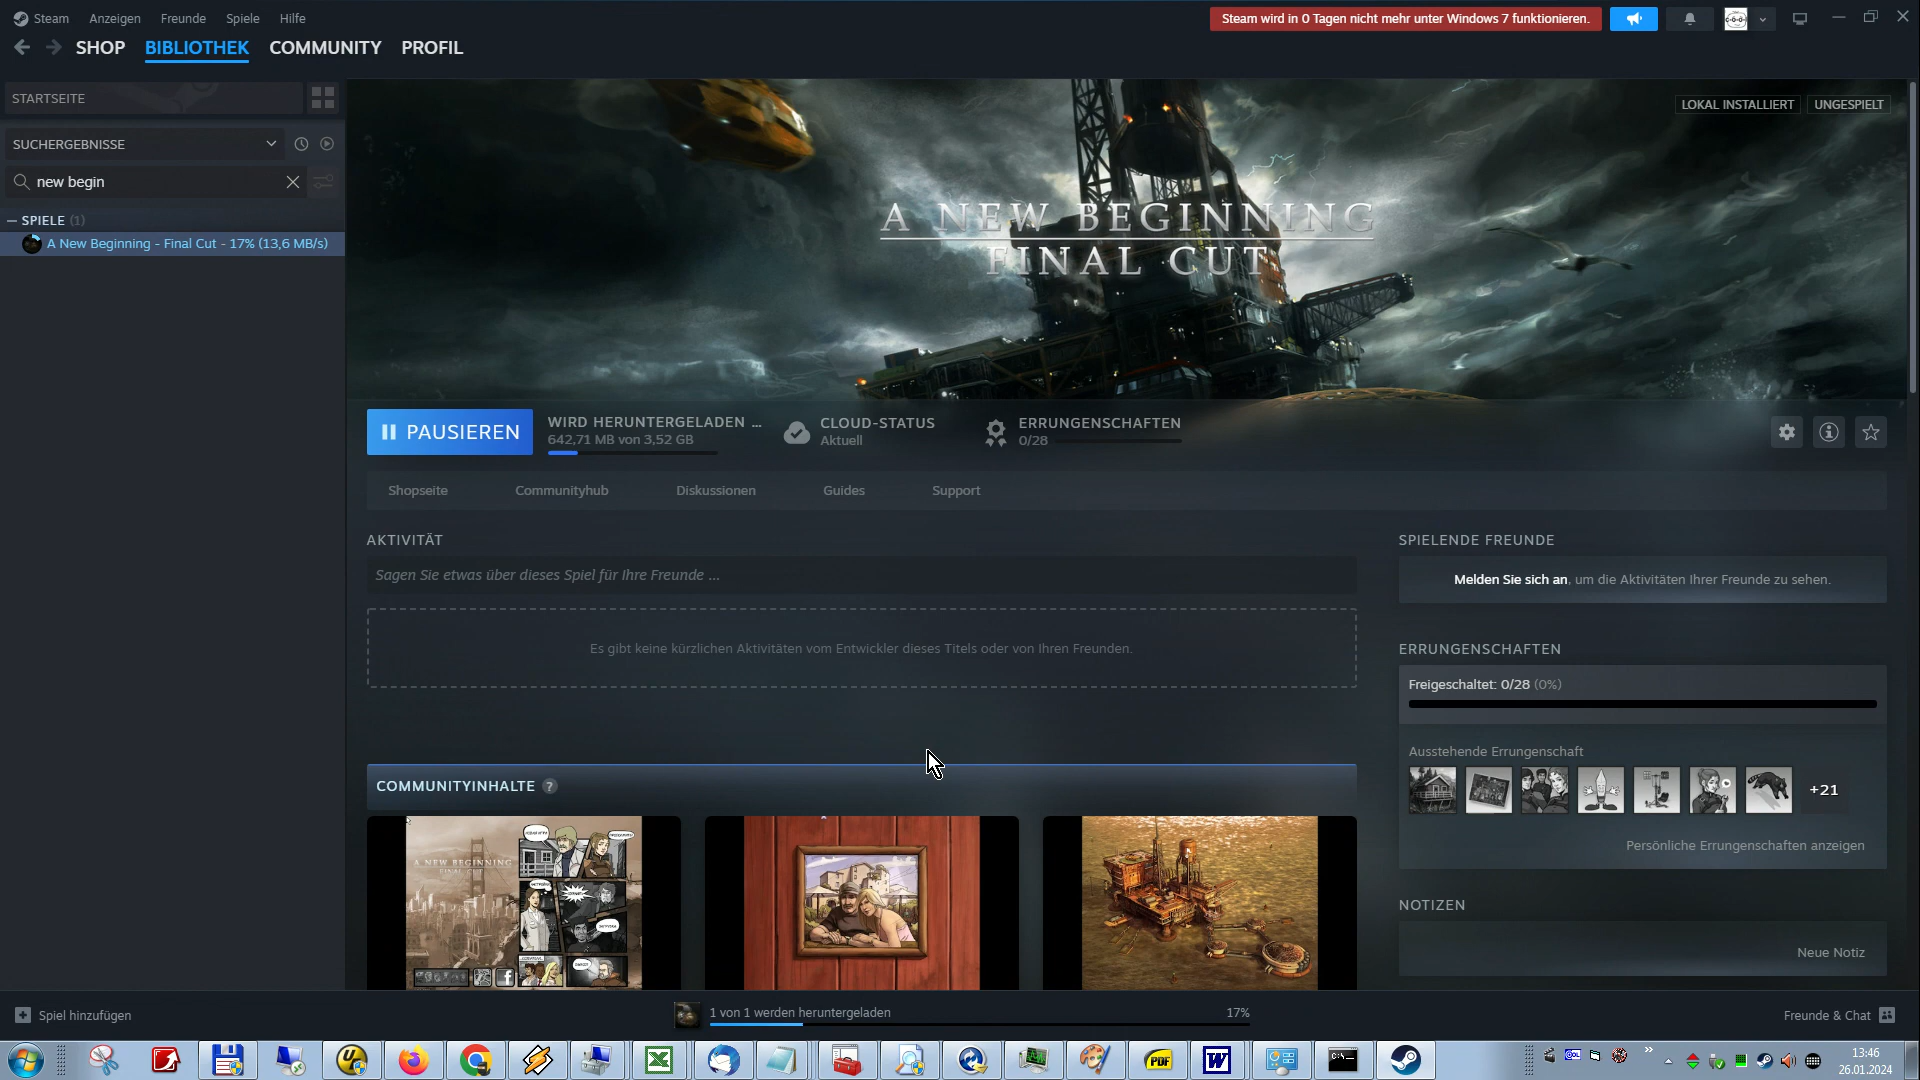 Steam Anzeigen Freunde Spiele Hilfe
Steam wird in 0 Tagen nicht mehr unter Windows 7 funktionieren.
SHOP BIBLIOTHEK COMMUNITY PROFIL
STARTSEITE
SUCHERGEBNISSE
new begin
— SPIELE (1)
A New Beginning - Final Cut - 17% (13,6 MB/s)
LOKAL INSTALLIERT UNGESPIELT
A NEW BEGINNING
FINAL CUT
PAUSIEREN
WIRD HERUNTERGELADEN ...
642,71 MB von 3,52 GB
CLOUD-STATUS
Aktuell
ERRUNGENSCHAFTEN
0/28
Shopseite Communityhub Diskussionen Guides Support
AKTIVITÄT
Sagen Sie etwas über dieses Spiel für Ihre Freunde ...
Es gibt keine kürzlichen Aktivitäten vom Entwickler dieses Titels oder von Ihren Freunden.
SPIELENDE FREUNDE
Melden Sie sich an, um die Aktivitäten Ihrer Freunde zu sehen.
ERRUNGENSCHAFTEN
Freigeschaltet: 0/28 (0%)
Ausstehende Errungenschaft
+21
Persönliche Errungenschaften anzeigen
COMMUNITYINHALTE ?
A NEW BEGINNING
FINAL CUT
NOTIZEN
Neue Notiz
Spiel hinzufügen
1 von 1 werden heruntergeladen 17%
Freunde & Chat
PDF
C:\
13:46
26.01.2024